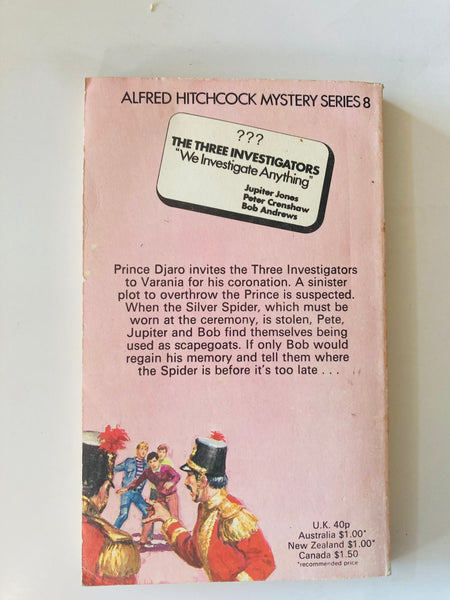 ALFRED HITCHCOCK MYSTERY SERIES 8
???
THE THREE INVESTIGATORS
"We Investigate Anything"
Jupiter Jones
Peter Crenshaw
Bob Andrews
Prince Djaro invites the Three Investigators
to Varania for his coronation. A sinister
plot to overthrow the Prince is suspected.
When the Silver Spider, which must be
worn at the ceremony, is stolen, Pete,
Jupiter and Bob find themselves being
used as scapegoats. If only Bob would
regain his memory and tell them where
the Spider is before it's too late . . .
U.K. 40p
Australia $1.00*
New Zealand $1.00*
Canada $1.50
*recommended price